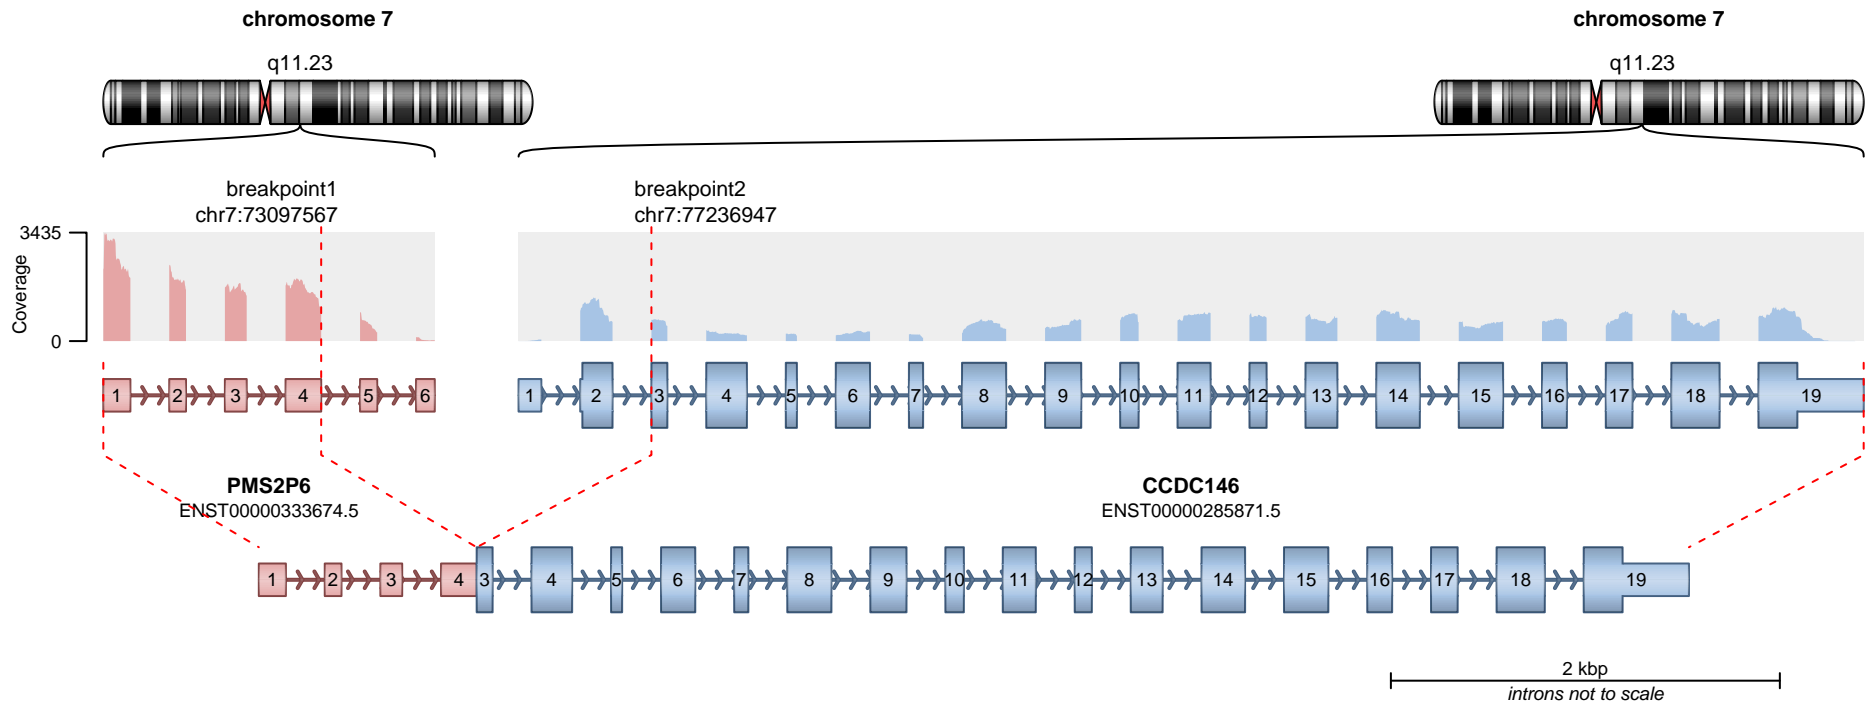 chromosome 7
chromosome 7
q11.23
q11.23
breakpoint1
chr7:73097567
breakpoint2
chr7:77236947
3435
Coverage
0
1 2 3 4 5 6
1 2 3 4 5 6 7 8 9 10 11 12 13 14 15 16 17 18 19
PMS2P6
ENST00000333674.5
CCDC146
ENST00000285871.5
1 2 3 4 3 4 5 6 7 8 9 10 11 12 13 14 15 16 17 18 19
2 kbp
introns not to scale